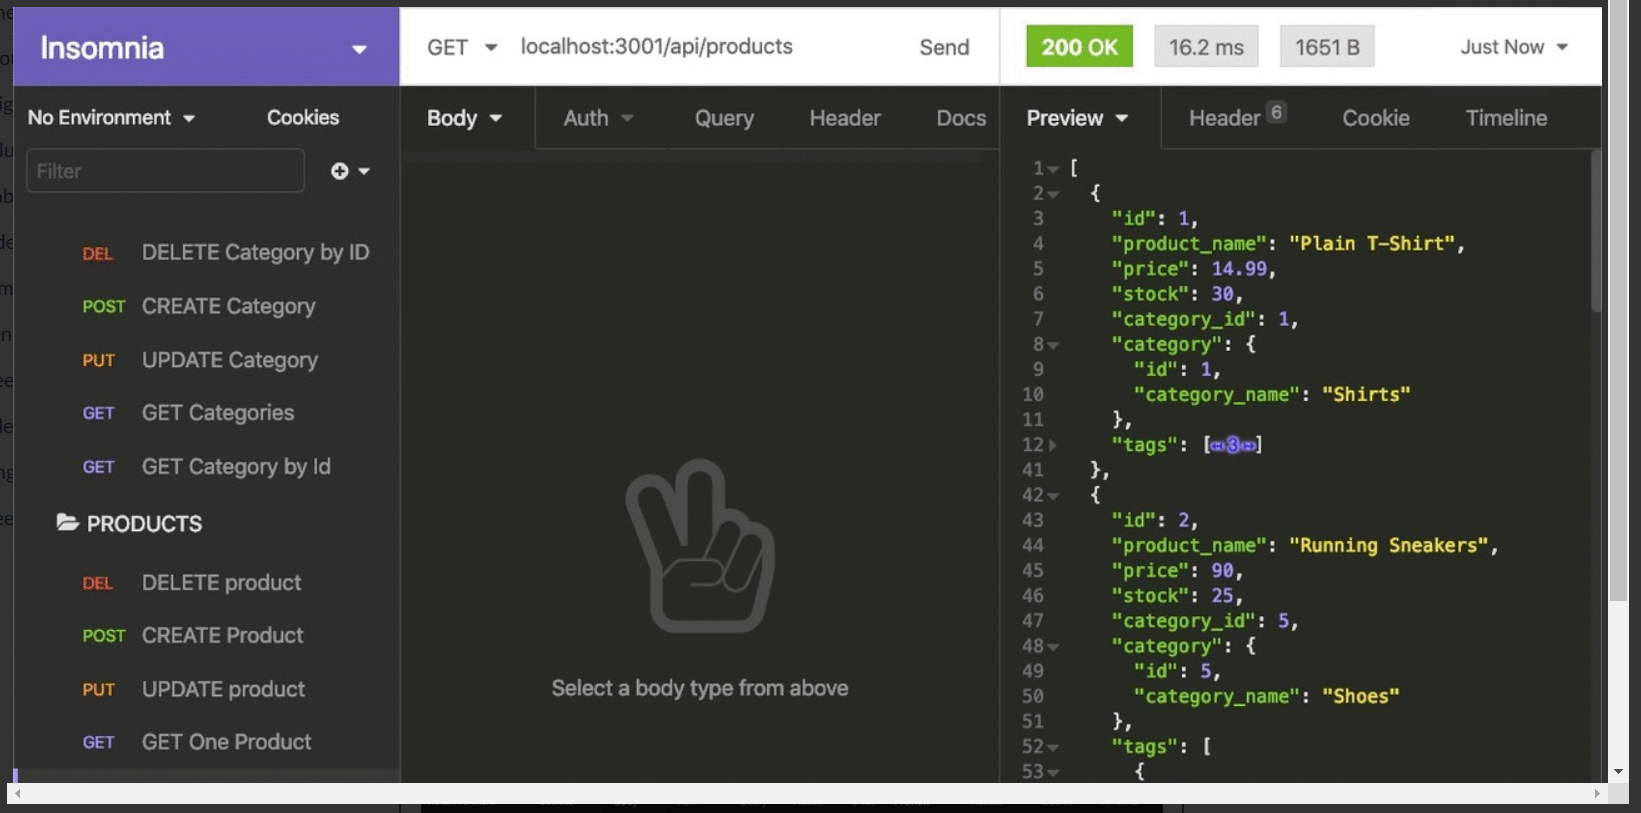 Insomnia
GET localhost:3001/api/products Send
200 OK 16.2 ms 1651 B Just Now
No Environment Cookies
Body Auth Query Header Docs
Preview Header 6 Cookie Timeline
Filter
DEL DELETE Category by ID
POST CREATE Category
PUT UPDATE Category
GET GET Categories
GET GET Category by Id
PRODUCTS
DEL DELETE product
POST CREATE Product
PUT UPDATE product
GET GET One Product
Select a body type from above
1 [
2 {
3 "id": 1,
4 "product_name": "Plain T-Shirt",
5 "price": 14.99,
6 "stock": 30,
7 "category_id": 1,
8 "category": {
9 "id": 1,
10 "category_name": "Shirts"
11 },
12 "tags": [↔3↔]
41 },
42 {
43 "id": 2,
44 "product_name": "Running Sneakers",
45 "price": 90,
46 "stock": 25,
47 "category_id": 5,
48 "category": {
49 "id": 5,
50 "category_name": "Shoes"
51 },
52 "tags": [
53 {